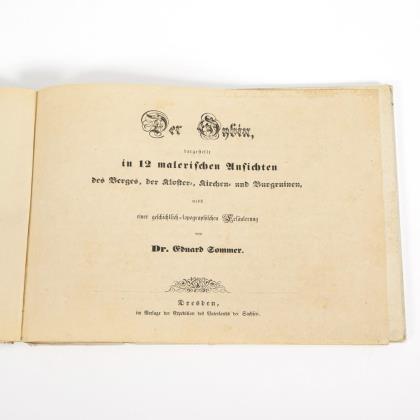 Der Oybin,
dargestellt
in 12 malerischen Ansichten
des Berges, der Kloster-, Kirchen- und Burgruinen,
nebst
einer geschichtlich-topographischen Erläuterung
von
Dr. Eduard Sommer.
Dresden,
im Verlage der Expedition des Vaterlands der Sachsen.